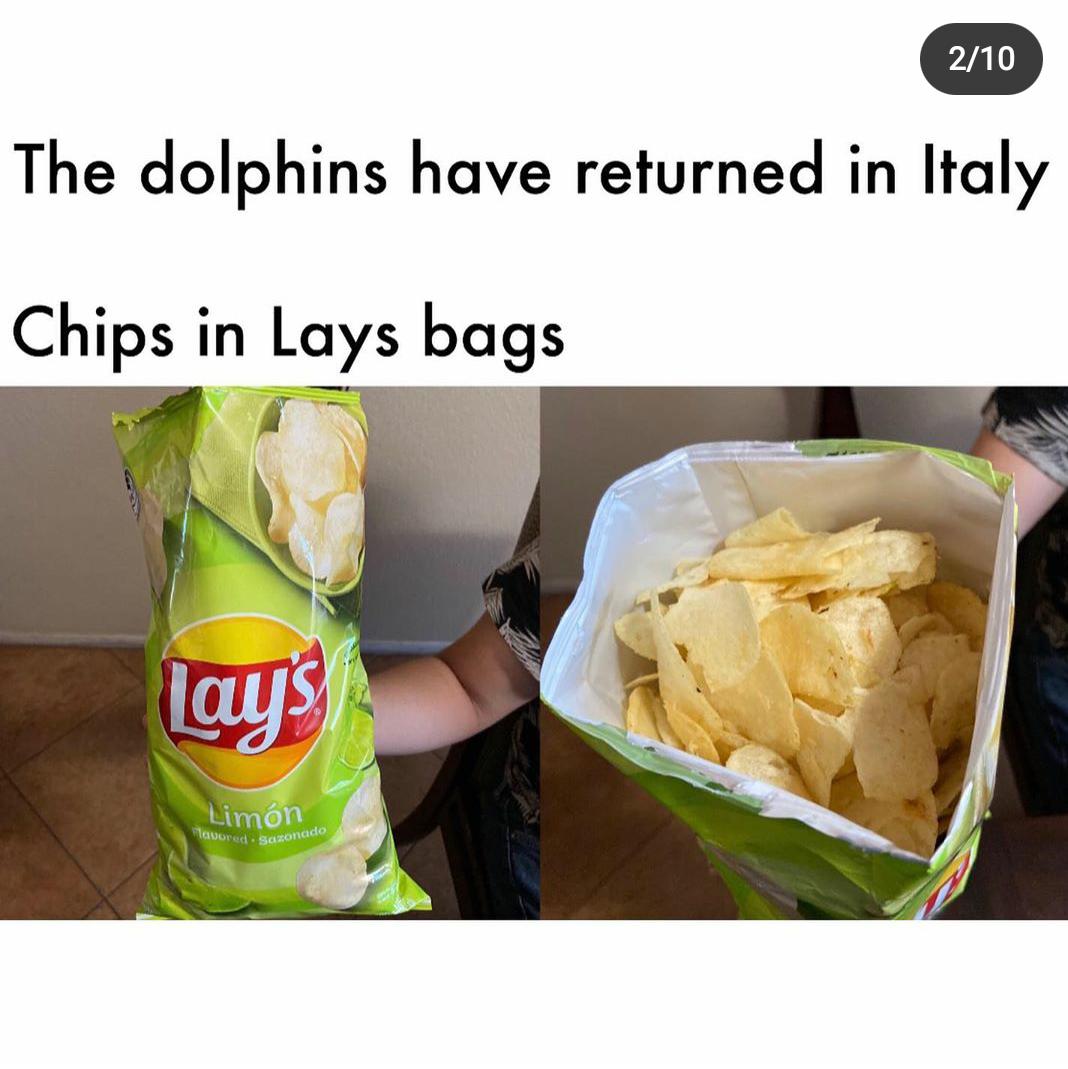 2/10
The dolphins have returned in Italy
Chips in Lays bags
Lay's
Limón
Flavored • Sazonado